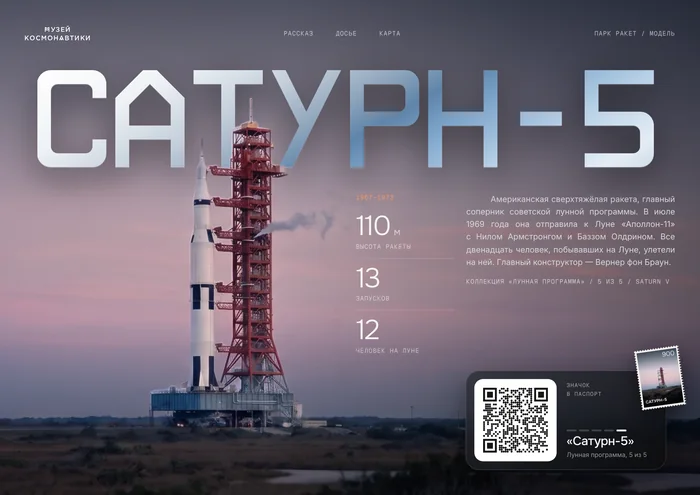 МУЗЕЙ
КОСМОНАВТИКИ
РАССКАЗ ДОСЬЕ КАРТА
ПАРК РАКЕТ / МОДЕЛЬ
САТУРН-5
1967–1973
110 м
ВЫСОТА РАКЕТЫ
13
ЗАПУСКОВ
12
ЧЕЛОВЕК НА ЛУНЕ
Американская сверхтяжёлая ракета, главный
соперник советской лунной программы. В июле
1969 года она отправила к Луне «Аполлон-11»
с Нилом Армстронгом и Баззом Олдрином. Все
двенадцать человек, побывавших на Луне, улетели
на ней. Главный конструктор — Вернер фон Браун.
КОЛЛЕКЦИЯ «ЛУННАЯ ПРОГРАММА» / 5 ИЗ 5 / SATURN V
ЗНАЧОК
В ПАСПОРТ
«Сатурн-5»
Лунная программа, 5 из 5
900
САТУРН-5